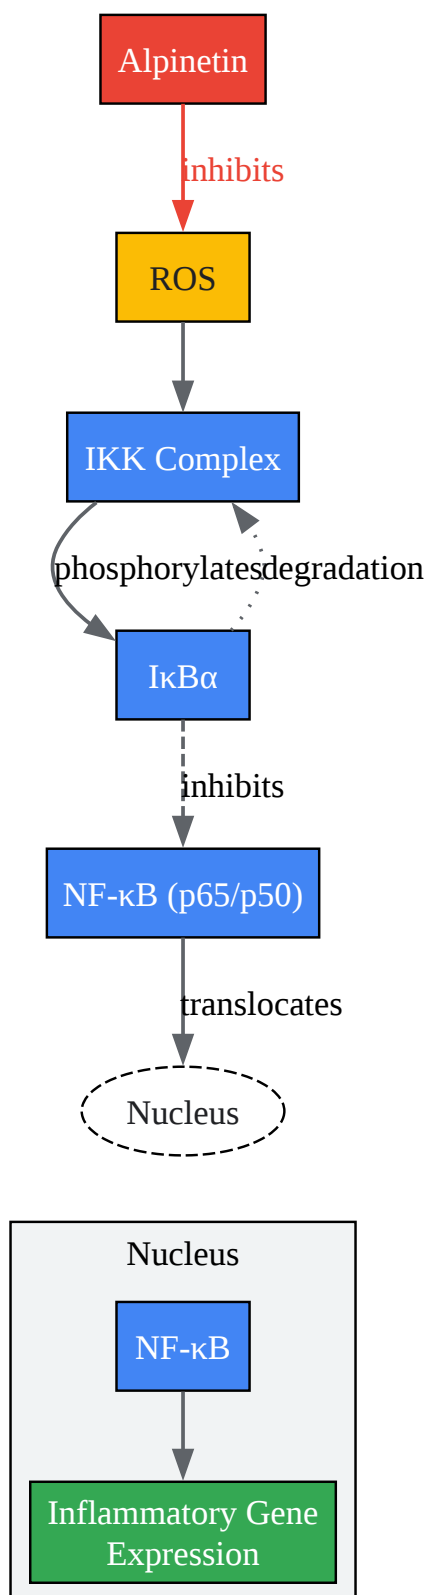 Alpinetin
inhibits
ROS
IKK Complex
phosphorylates
degradation
IκBα
inhibits
NF-κB (p65/p50)
translocates
Nucleus
Nucleus
NF-κB
Inflammatory Gene
Expression